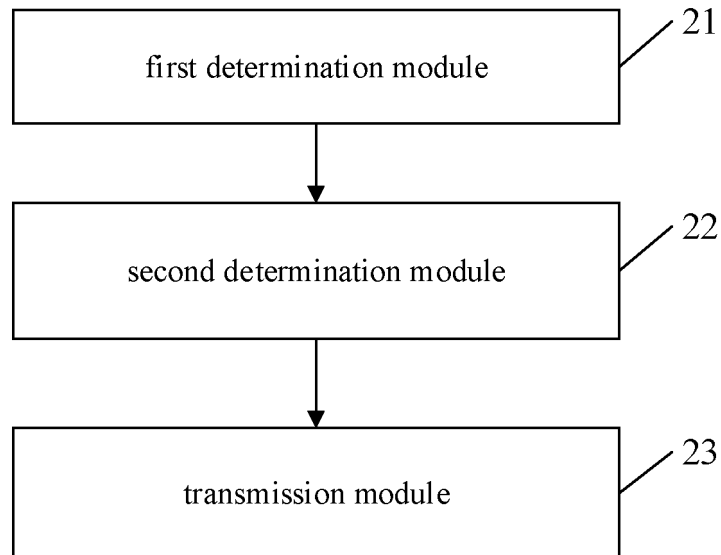 first determination module
21
second determination module
22
transmission module
23